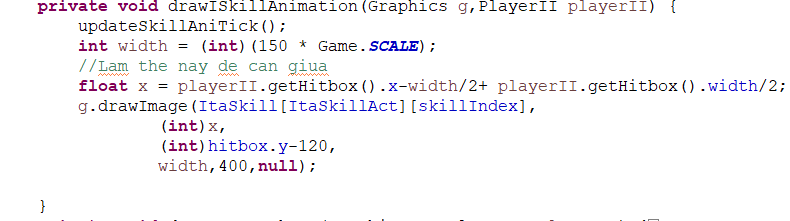 private void drawISkillAnimation(Graphics g,PlayerII playerII) {
updateSkillAniTick();
int width = (int)(150 * Game.SCALE);
//Lam the nay de can giua
float x = playerII.getHitbox().x-width/2+ playerII.getHitbox().width/2;
g.drawImage(ItaSkill[ItaSkillAct][skillIndex],
(int)x,
(int)hitbox.y-120,
width,400,null);
}